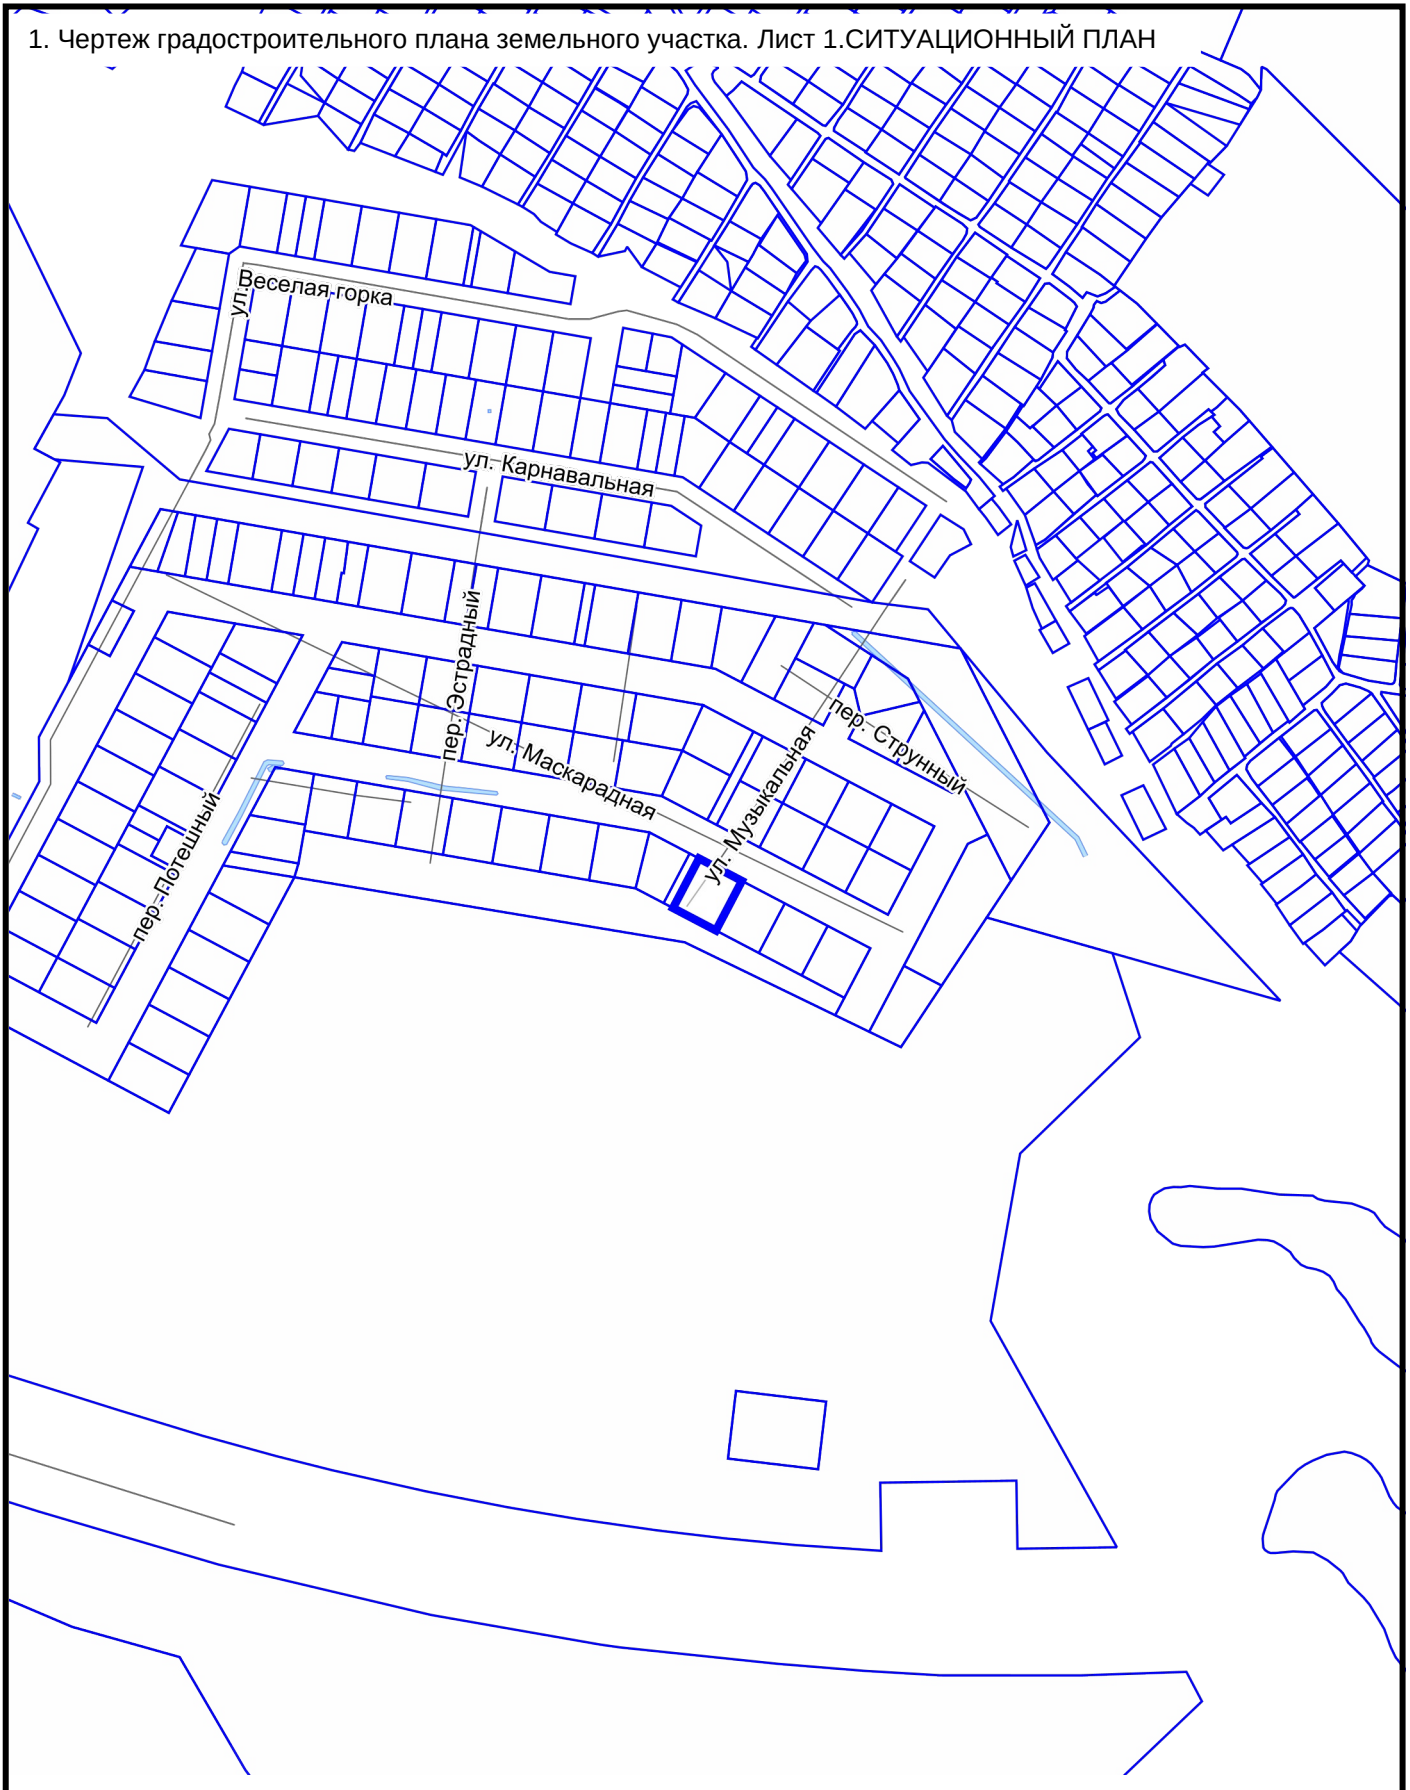 1. Чертеж градостроительного плана земельного участка. Лист 1.СИТУАЦИОННЫЙ ПЛАН
ул. Веселая горка
ул. Карнавальная
пер. Эстрадный
ул. Маскарадная
пер. Струнный
ул. Музыкальная
пер. Потешный